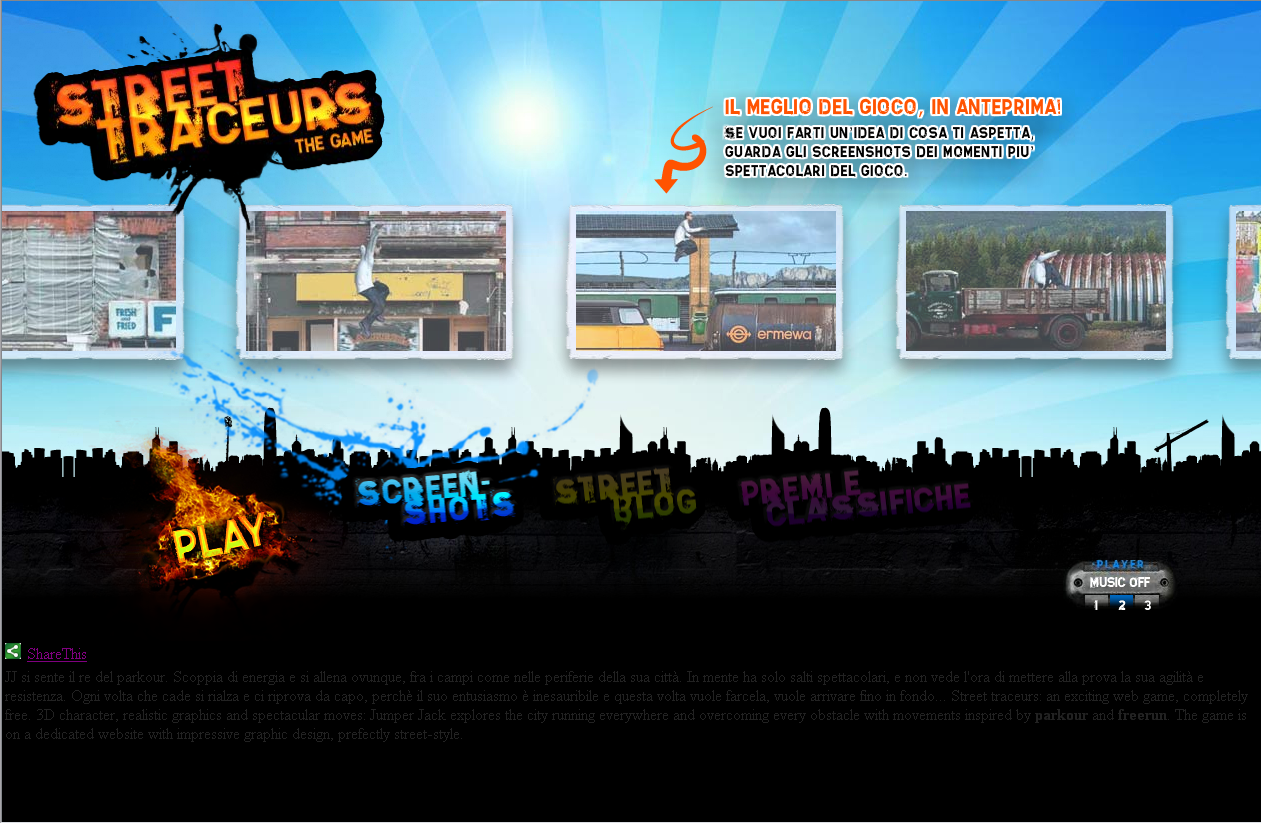 STREET
TRACEURS
THE GAME
IL MEGLIO DEL GIOCO, IN ANTEPRIMA!
SE VUOI FARTI UN'IDEA DI COSA TI ASPETTA,
GUARDA GLI SCREENSHOTS DEI MOMENTI PIU'
SPETTACOLARI DEL GIOCO.
FRESH
and
FRIED
F
ermewa
SCREEN-
SHOTS
STREET
BLOG
PREMI E
CLASSIFICHE
PLAY
PLAYER
MUSIC OFF
1 2 3
ShareThis
JJ si sente il re del parkour. Scoppia di energia e si allena ovunque, fra i campi come nelle periferie della sua città. In mente ha solo salti spettacolari, e non vede l'ora di mettere alla prova la sua agilità e
resistenza. Ogni volta che cade si rialza e ci riprova da capo, perchè il suo entusiasmo è inesauribile e questa volta vuole farcela, vuole arrivare fino in fondo... Street traceurs: an exciting web game, completely
free. 3D character, realistic graphics and spectacular moves: Jumper Jack explores the city running everywhere and overcoming every obstacle with movements inspired by parkour and freerun. The game is
on a dedicated website with impressive graphic design, prefectly street-style.